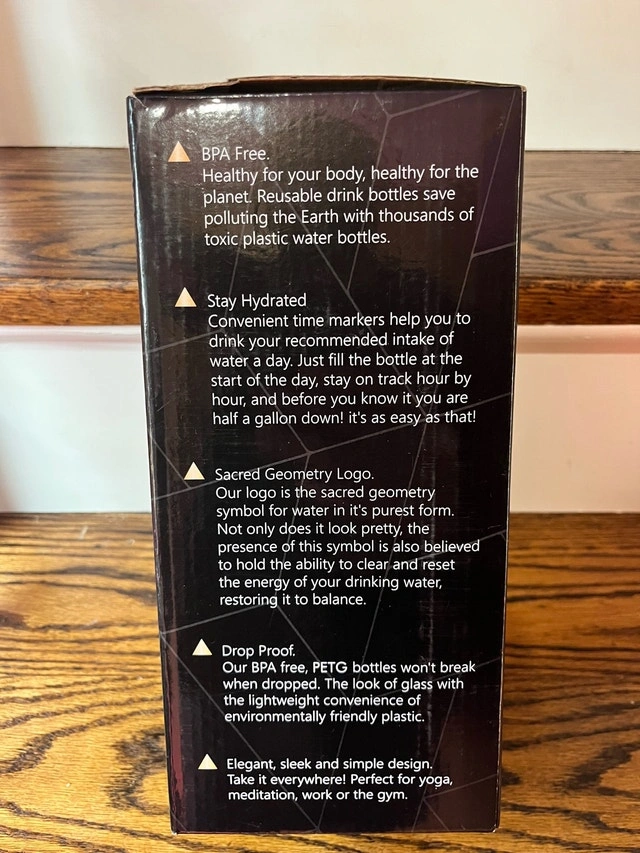 BPA Free.
Healthy for your body, healthy for the
planet. Reusable drink bottles save
polluting the Earth with thousands of
toxic plastic water bottles.
Stay Hydrated
Convenient time markers help you to
drink your recommended intake of
water a day. Just fill the bottle at the
start of the day, stay on track hour by
hour, and before you know it you are
half a gallon down! it's as easy as that!
Sacred Geometry Logo.
Our logo is the sacred geometry
symbol for water in it's purest form.
Not only does it look pretty, the
presence of this symbol is also believed
to hold the ability to clear and reset
the energy of your drinking water,
restoring it to balance.
Drop Proof.
Our BPA free, PETG bottles won't break
when dropped. The look of glass with
the lightweight convenience of
environmentally friendly plastic.
Elegant, sleek and simple design.
Take it everywhere! Perfect for yoga,
meditation, work or the gym.